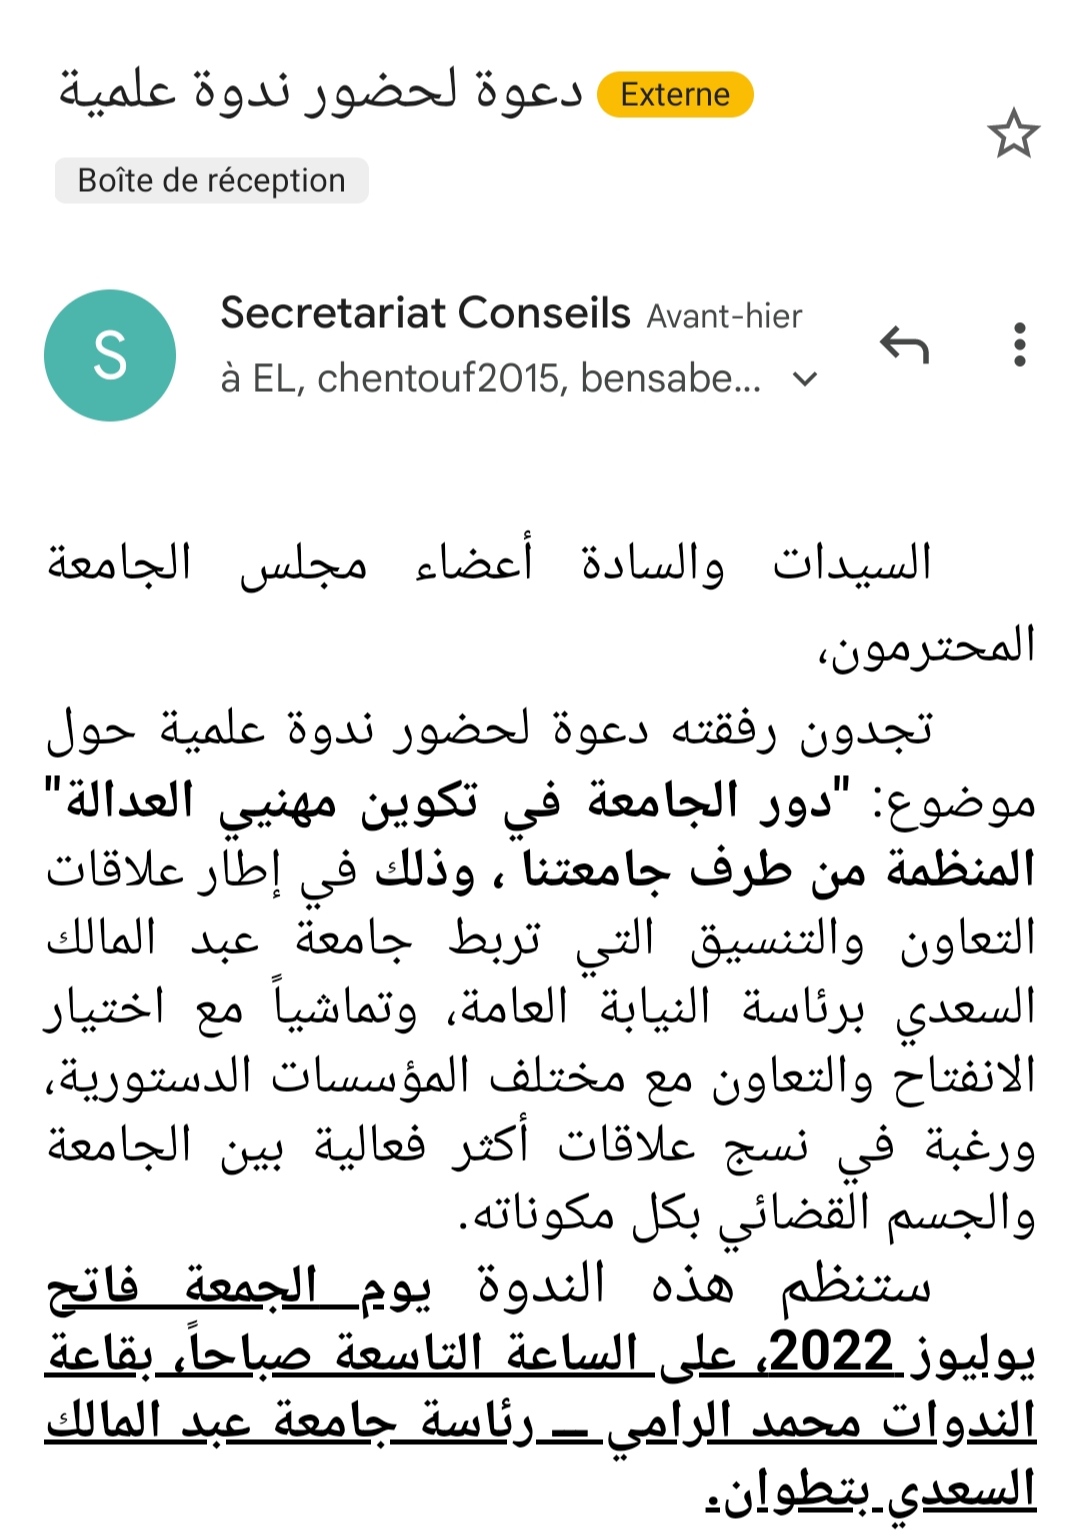 دعوة لحضور ندوة علمية Externe
Boîte de réception
S
Secretariat Conseils Avant-hier
à EL, chentouf2015, bensabe...
السيدات والسادة أعضاء مجلس الجامعة
المحترمون،
تجدون رفقته دعوة لحضور ندوة علمية حول
موضوع: "دور الجامعة في تكوين مهنيي العدالة"
المنظمة من طرف جامعتنا ، وذلك في إطار علاقات
التعاون والتنسيق التي تربط جامعة عبد المالك
السعدي برئاسة النيابة العامة، وتماشياً مع اختيار
الانفتاح والتعاون مع مختلف المؤسسات الدستورية،
ورغبة في نسج علاقات أكثر فعالية بين الجامعة
والجسم القضائي بكل مكوناته.
ستنظم هذه الندوة يوم الجمعة فاتح
يوليوز 2022، على الساعة التاسعة صباحاً، بقاعة
الندوات محمد الرامي – رئاسة جامعة عبد المالك
السعدي بتطوان.